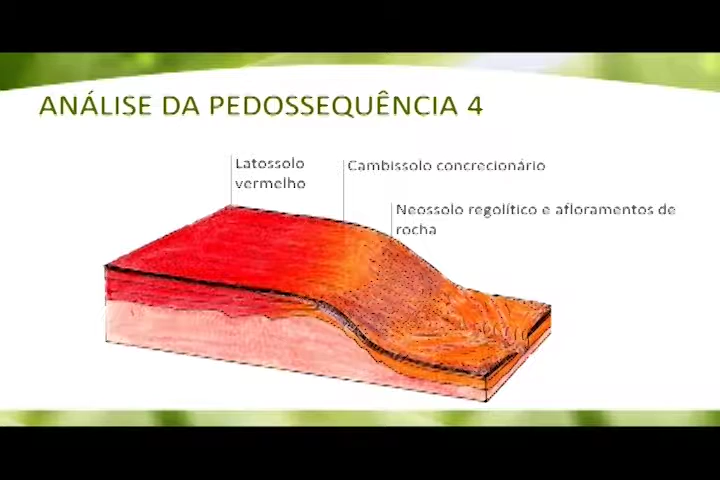 ANÁLISE DA PEDOSSEQUÊNCIA 4
Latossolo
vermelho
Cambissolo concrecionário
Neossolo regolítico e afloramentos de
rocha